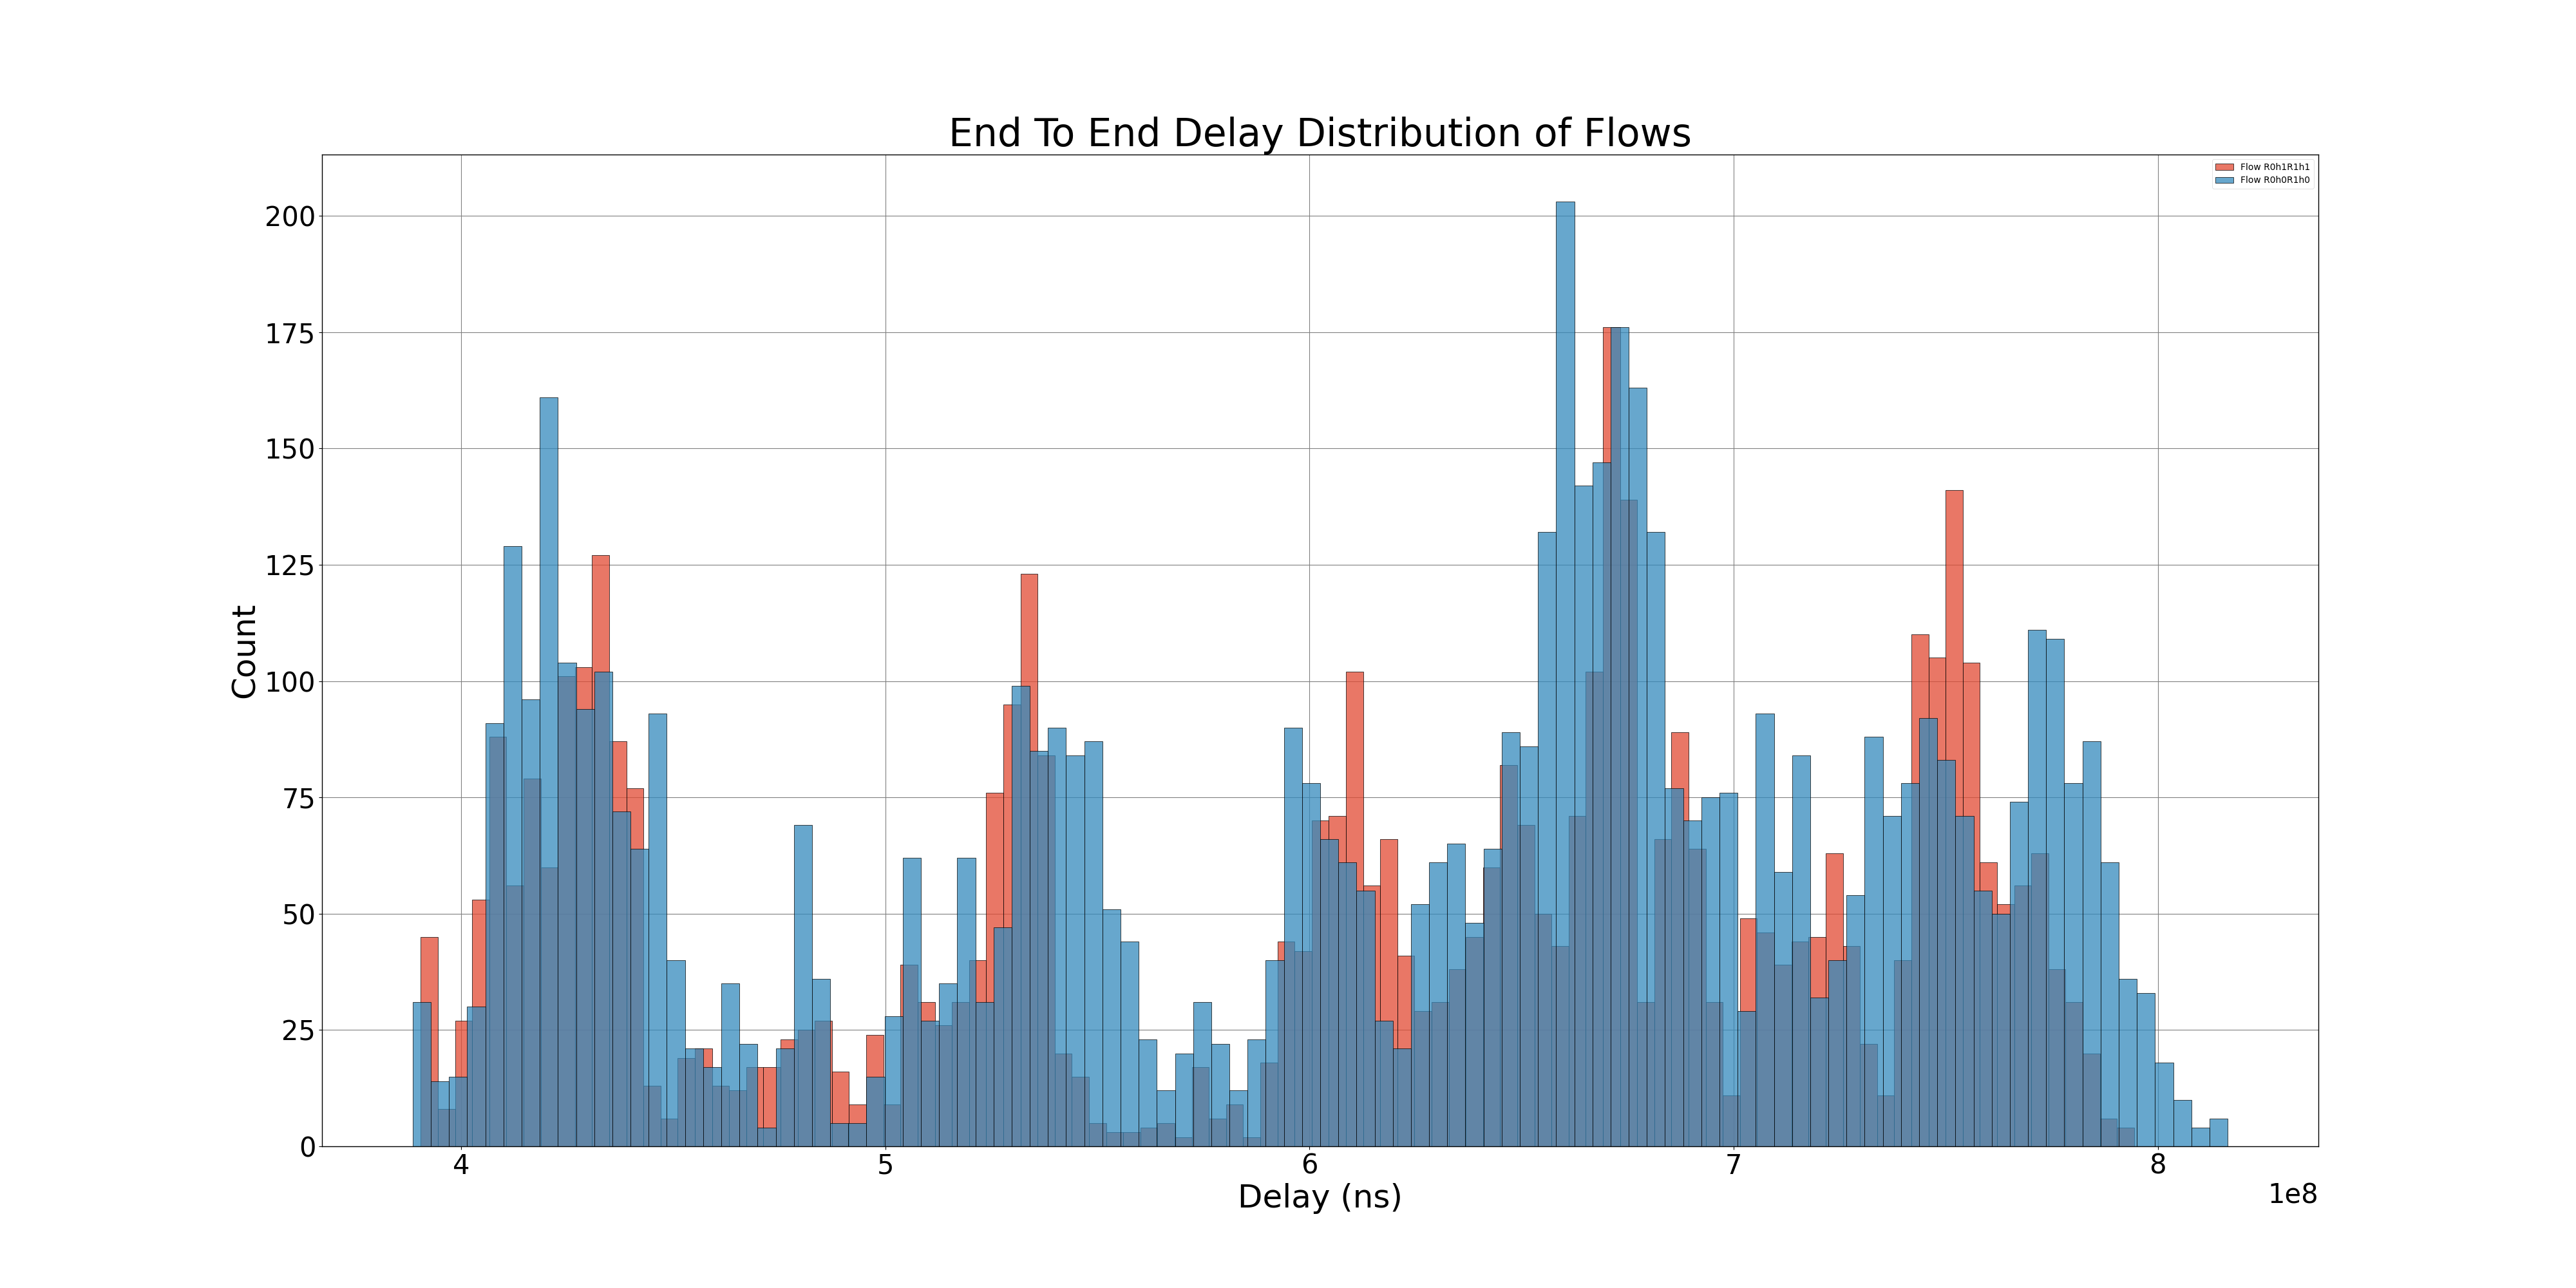 End To End Delay Distribution of Flows
Flow R0h1R1h1
Flow R0h0R1h0
200
175
150
125
100
75
50
25
0
Count
4 5 6 7 8
Delay (ns)
1e8